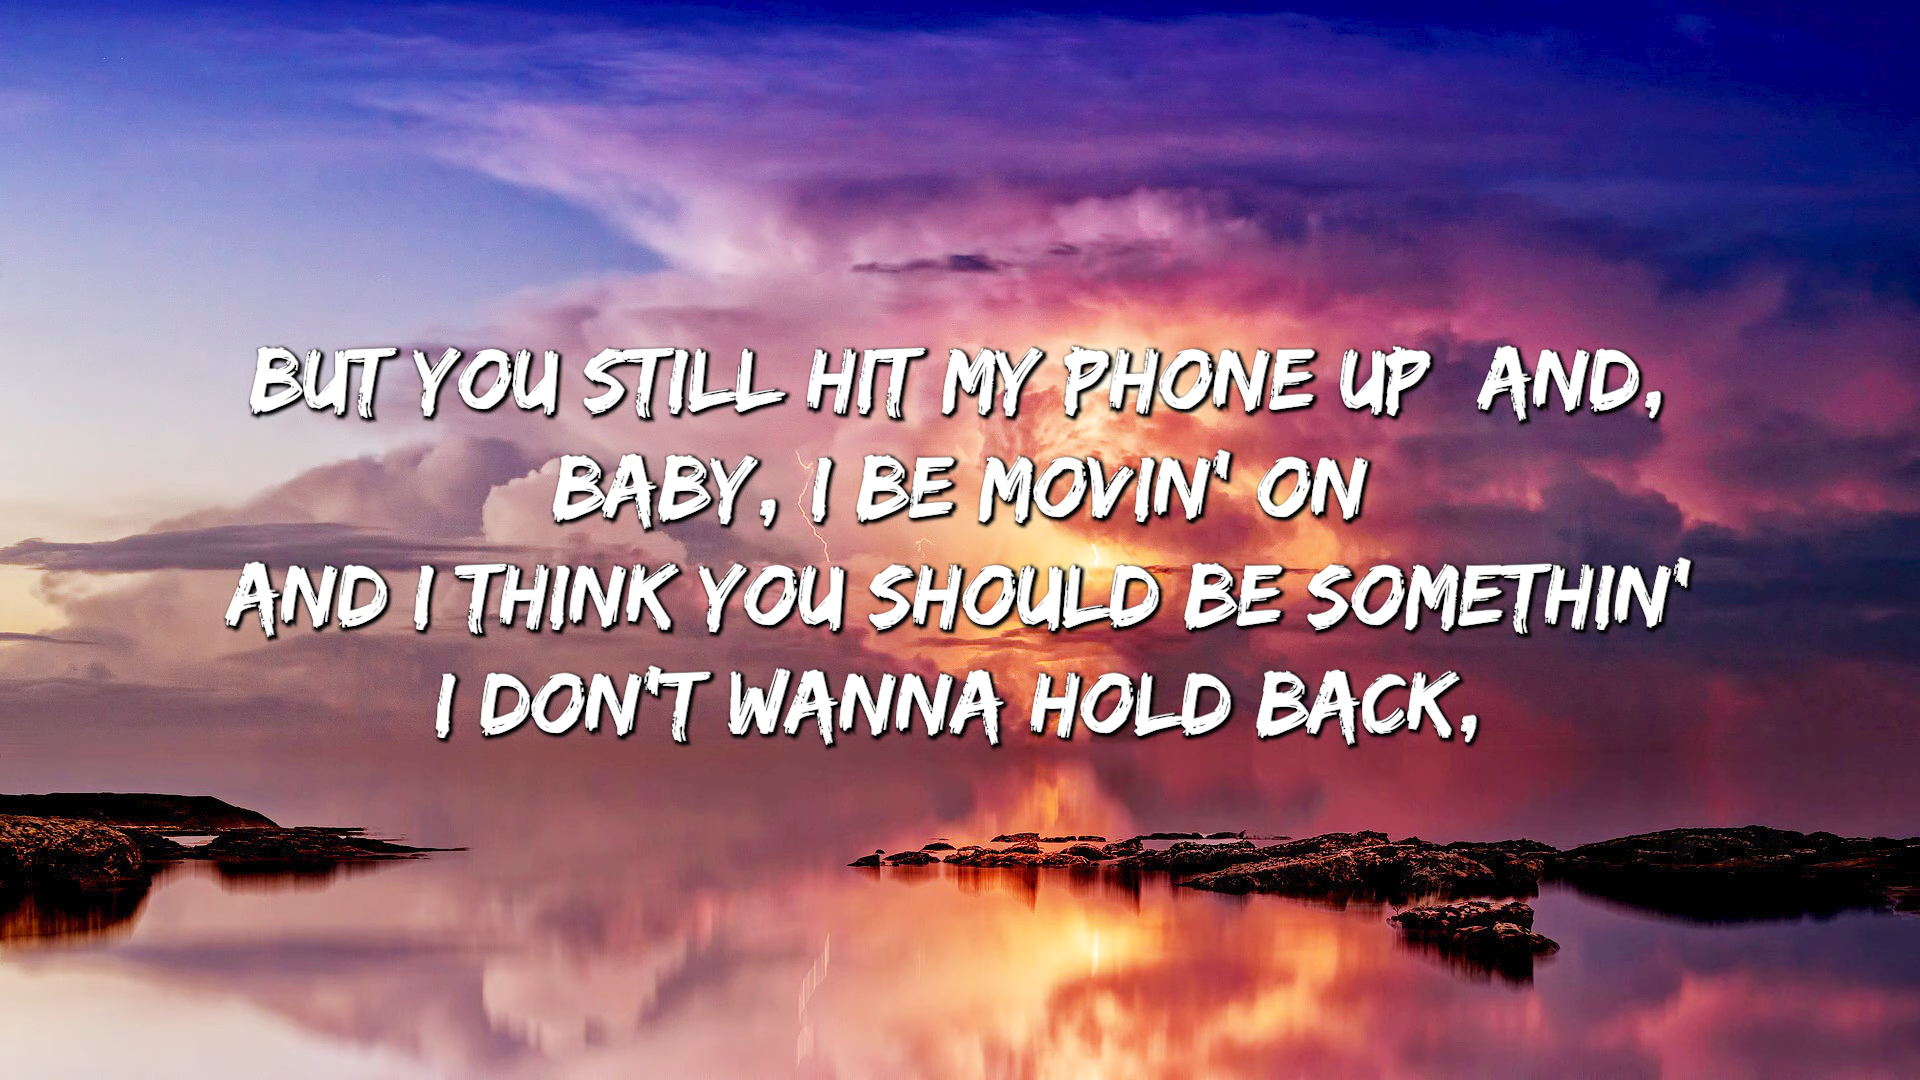 BUT YOU STILL HIT MY PHONE UP  AND,
BABY, I BE MOVIN' ON
AND I THINK YOU SHOULD BE SOMETHIN'
I DON'T WANNA HOLD BACK,